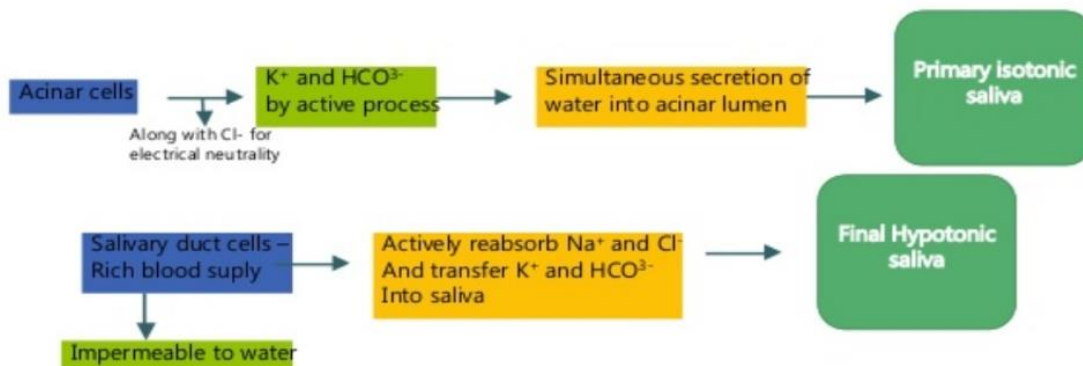 Acinar cells
K⁺ and HCO³⁻
by active process
Along with Cl- for
electrical neutrality
Simultaneous secretion of
water into acinar lumen
Primary isotonic
saliva
Salivary duct cells –
Rich blood suply
Impermeable to water
Actively reabsorb Na⁺ and Cl⁻
And transfer K⁺ and HCO³⁻
Into saliva
Final Hypotonic
saliva